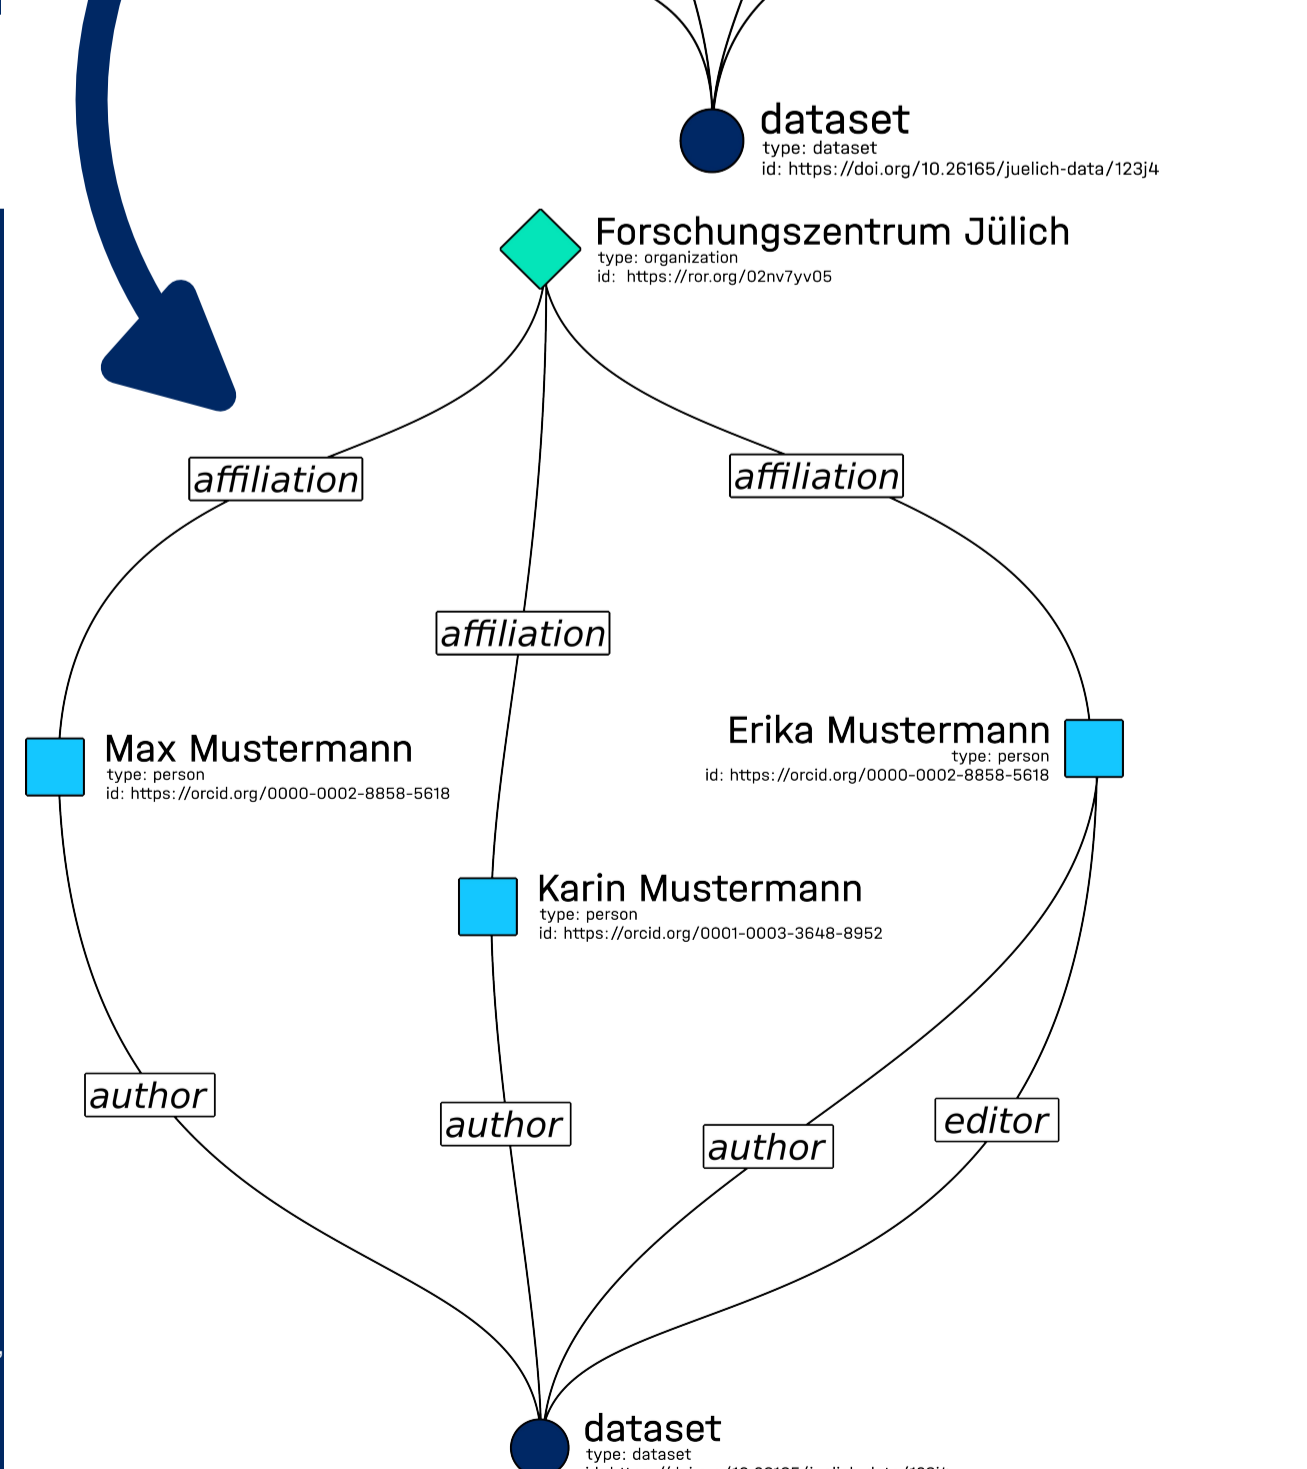 dataset
type: dataset
id: https://doi.org/10.26165/juelich-data/123j4
Forschungszentrum Jülich
type: organization
id: https://ror.org/02nv7yv05
affiliation
affiliation
affiliation
Max Mustermann
type: person
id: https://orcid.org/0000-0002-8858-5618
Erika Mustermann
type: person
id: https://orcid.org/0000-0002-8858-5618
Karin Mustermann
type: person
id: https://orcid.org/0001-0003-3648-8952
author
author
author
editor
dataset
type: dataset